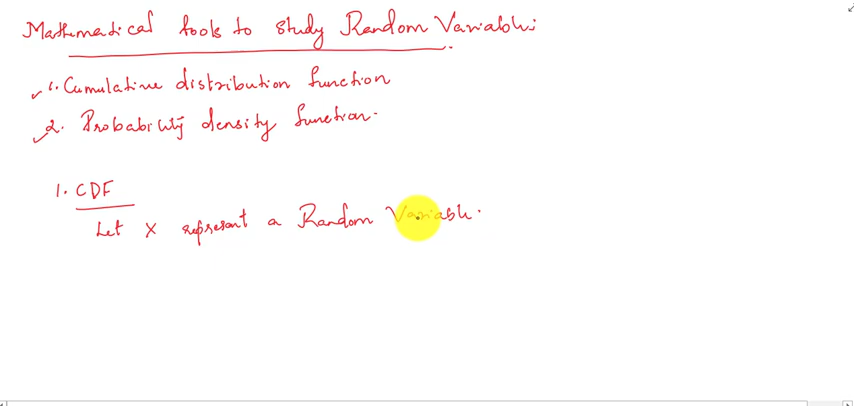 Mathematical tools to study Random Variable:
1. Cumulative distribution function
2. Probability density function.
1. CDF
Let X represent a Random Variable.